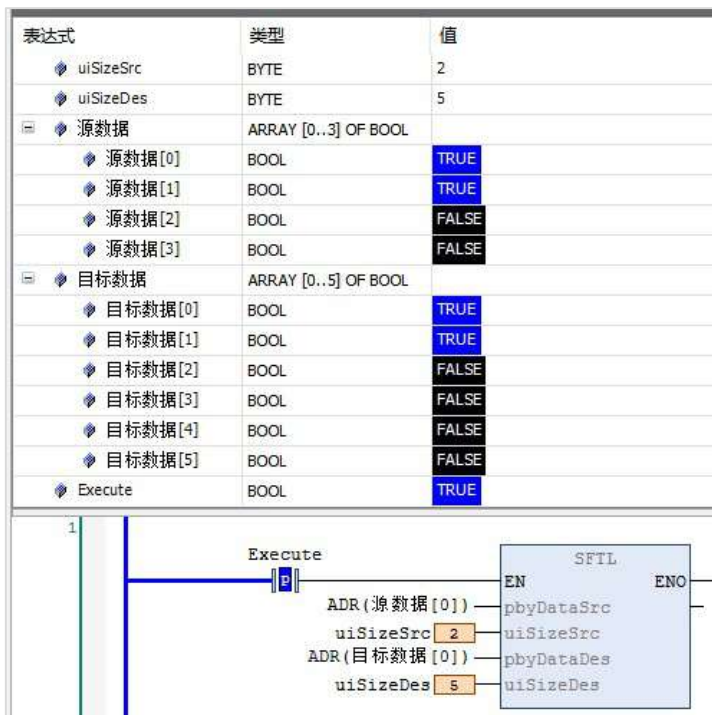 表达式 类型 值
uiSizeSrc BYTE 2
uiSizeDes BYTE 5
源数据 ARRAY [0..3] OF BOOL
源数据[0] BOOL TRUE
源数据[1] BOOL TRUE
源数据[2] BOOL FALSE
源数据[3] BOOL FALSE
目标数据 ARRAY [0..5] OF BOOL
目标数据[0] BOOL TRUE
目标数据[1] BOOL TRUE
目标数据[2] BOOL FALSE
目标数据[3] BOOL FALSE
目标数据[4] BOOL FALSE
目标数据[5] BOOL FALSE
Execute BOOL TRUE
1
Execute SFTL
P EN ENO
ADR(源数据[0]) pbyDataSrc
uiSizeSrc 2 uiSizeSrc
ADR(目标数据[0]) pbyDataDes
uiSizeDes 5 uiSizeDes